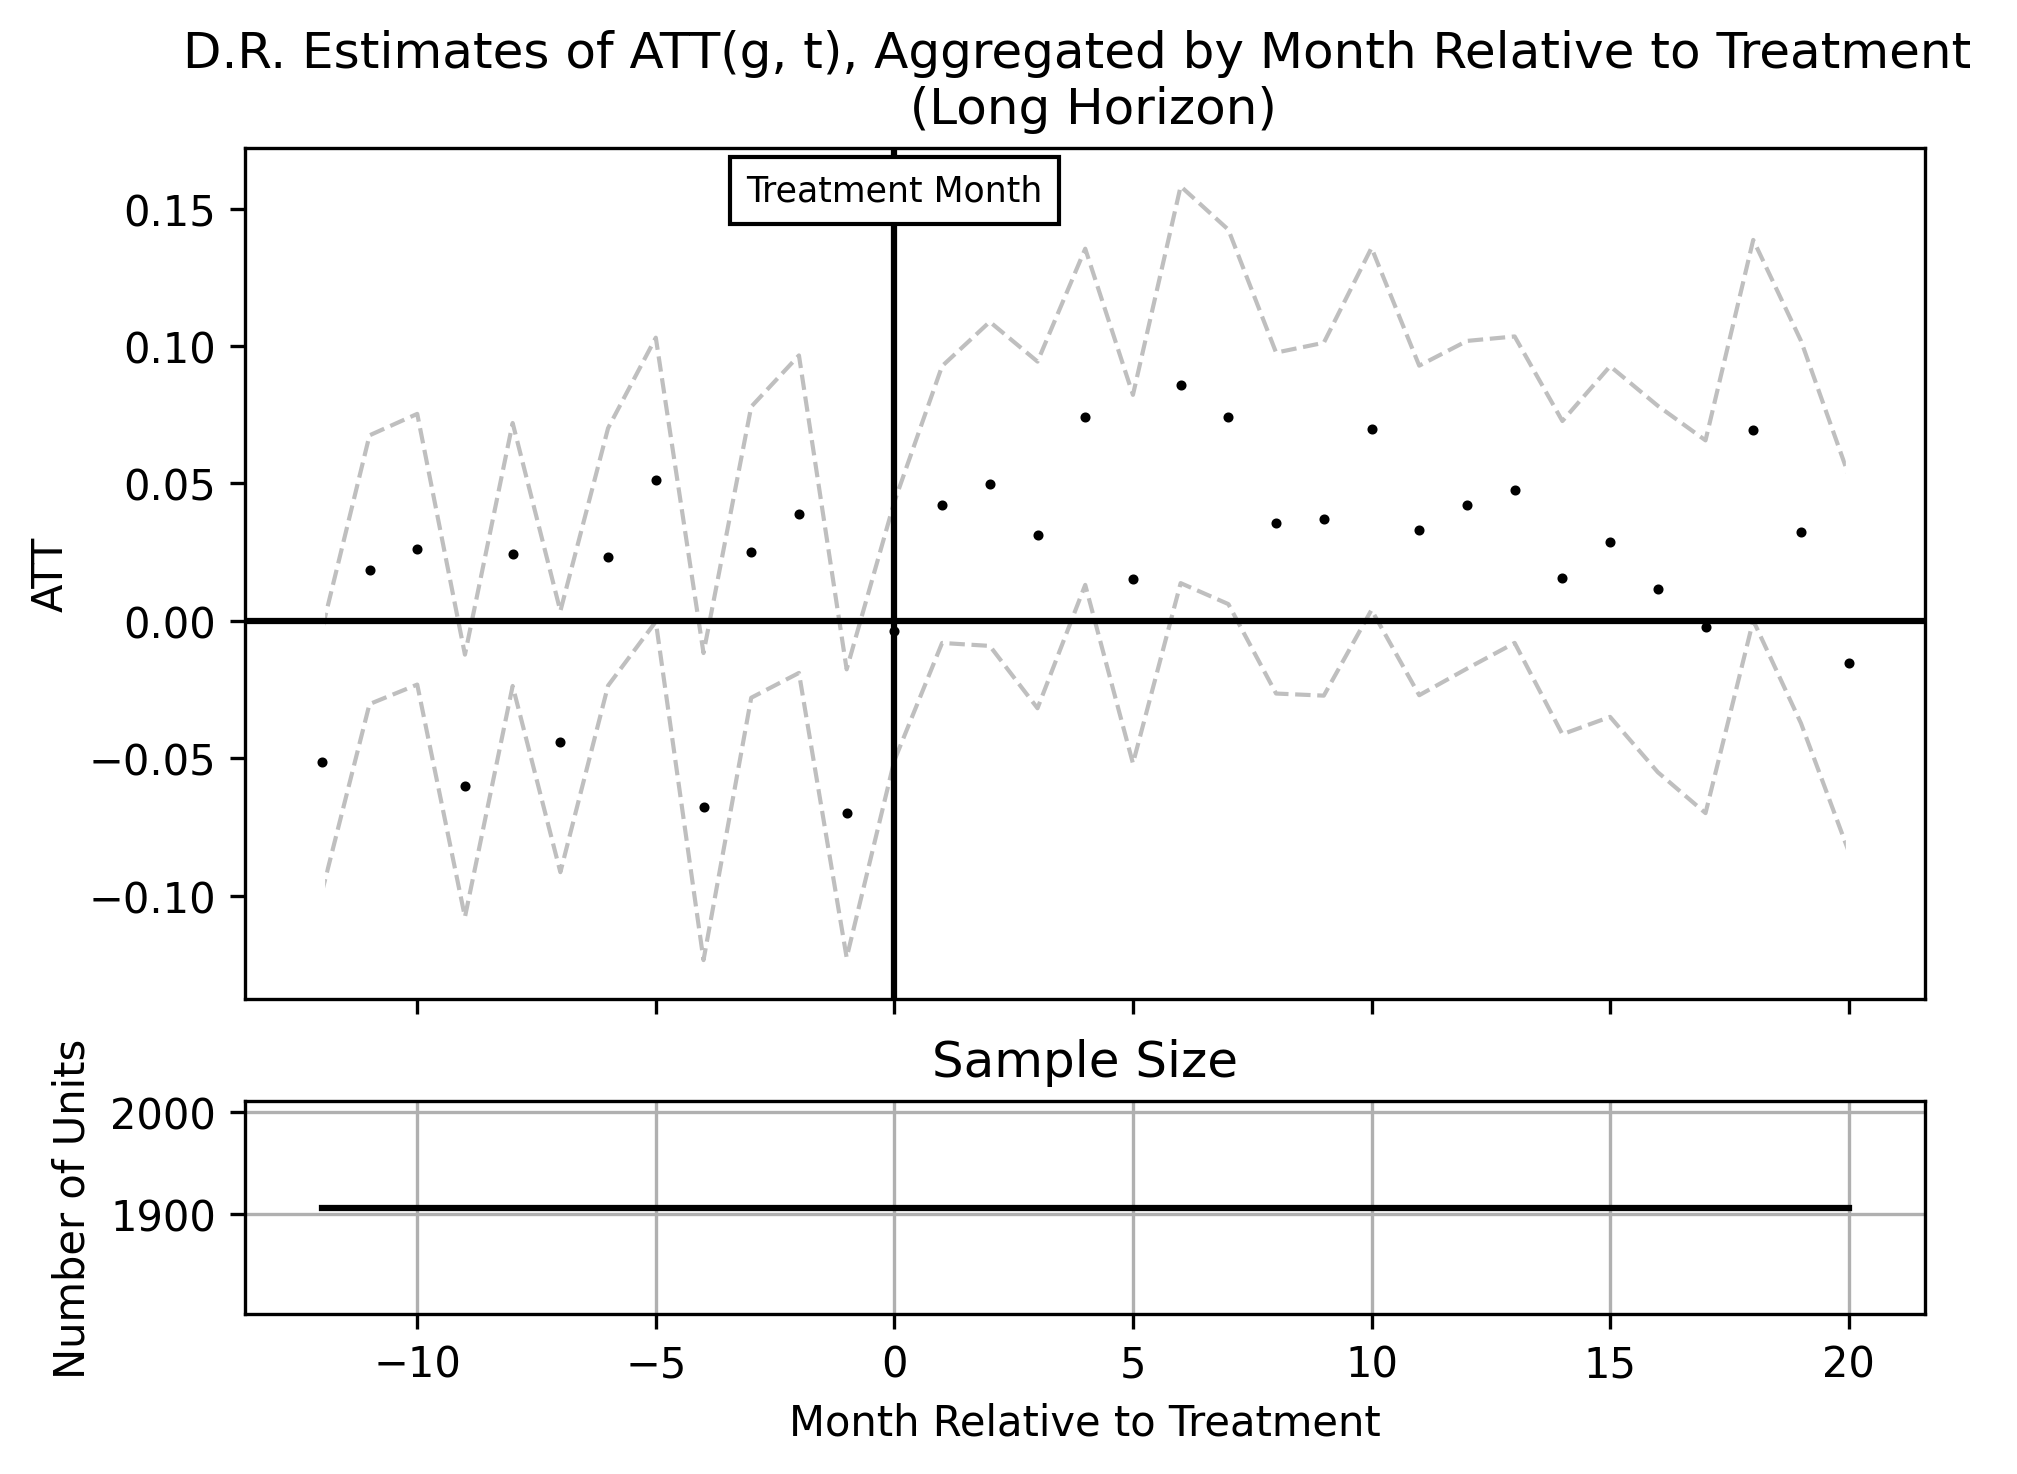 D.R. Estimates of ATT(g, t), Aggregated by Month Relative to Treatment
(Long Horizon)
Treatment Month
0.15
0.10
0.05
0.00
−0.05
−0.10
ATT
Sample Size
2000
1900
Number of Units
−10 −5 0 5 10 15 20
Month Relative to Treatment